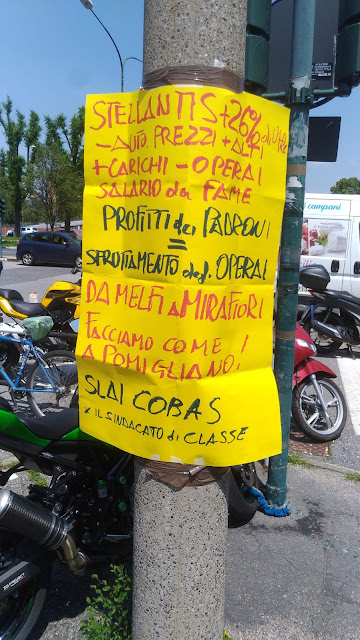 STELLANTIS +26% di UTILE
- AUTO, PREZZI + ALTI
+ CARICHI - OPERAI
SALARIO da FAME
PROFITTI dei PADRONI
=
SFRUTTAMENTO degli OPERAI
DA MELFI A MIRAFIORI
FACCIAMO COME
A POMIGLIANO!
SLAI COBAS
X IL SINDACATO di CLASSE
i campioni